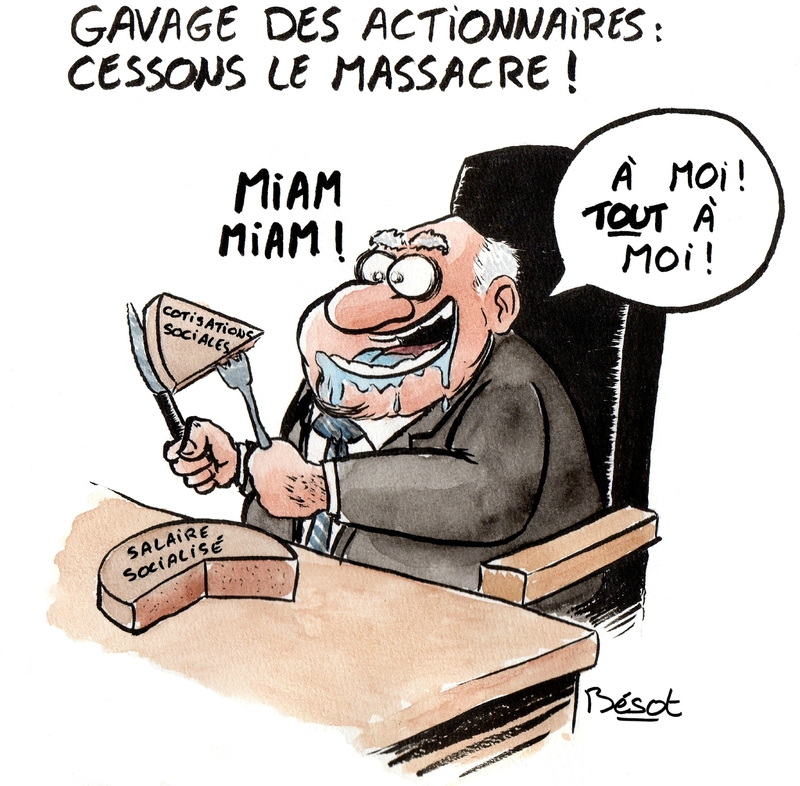 GAVAGE DES ACTIONNAIRES :
CESSONS LE MASSACRE !
MIAM
MIAM !
À MOI !
TOUT À
MOI !
COTISATIONS
SOCIALES
SALAIRE
SOCIALISÉ
Bésot